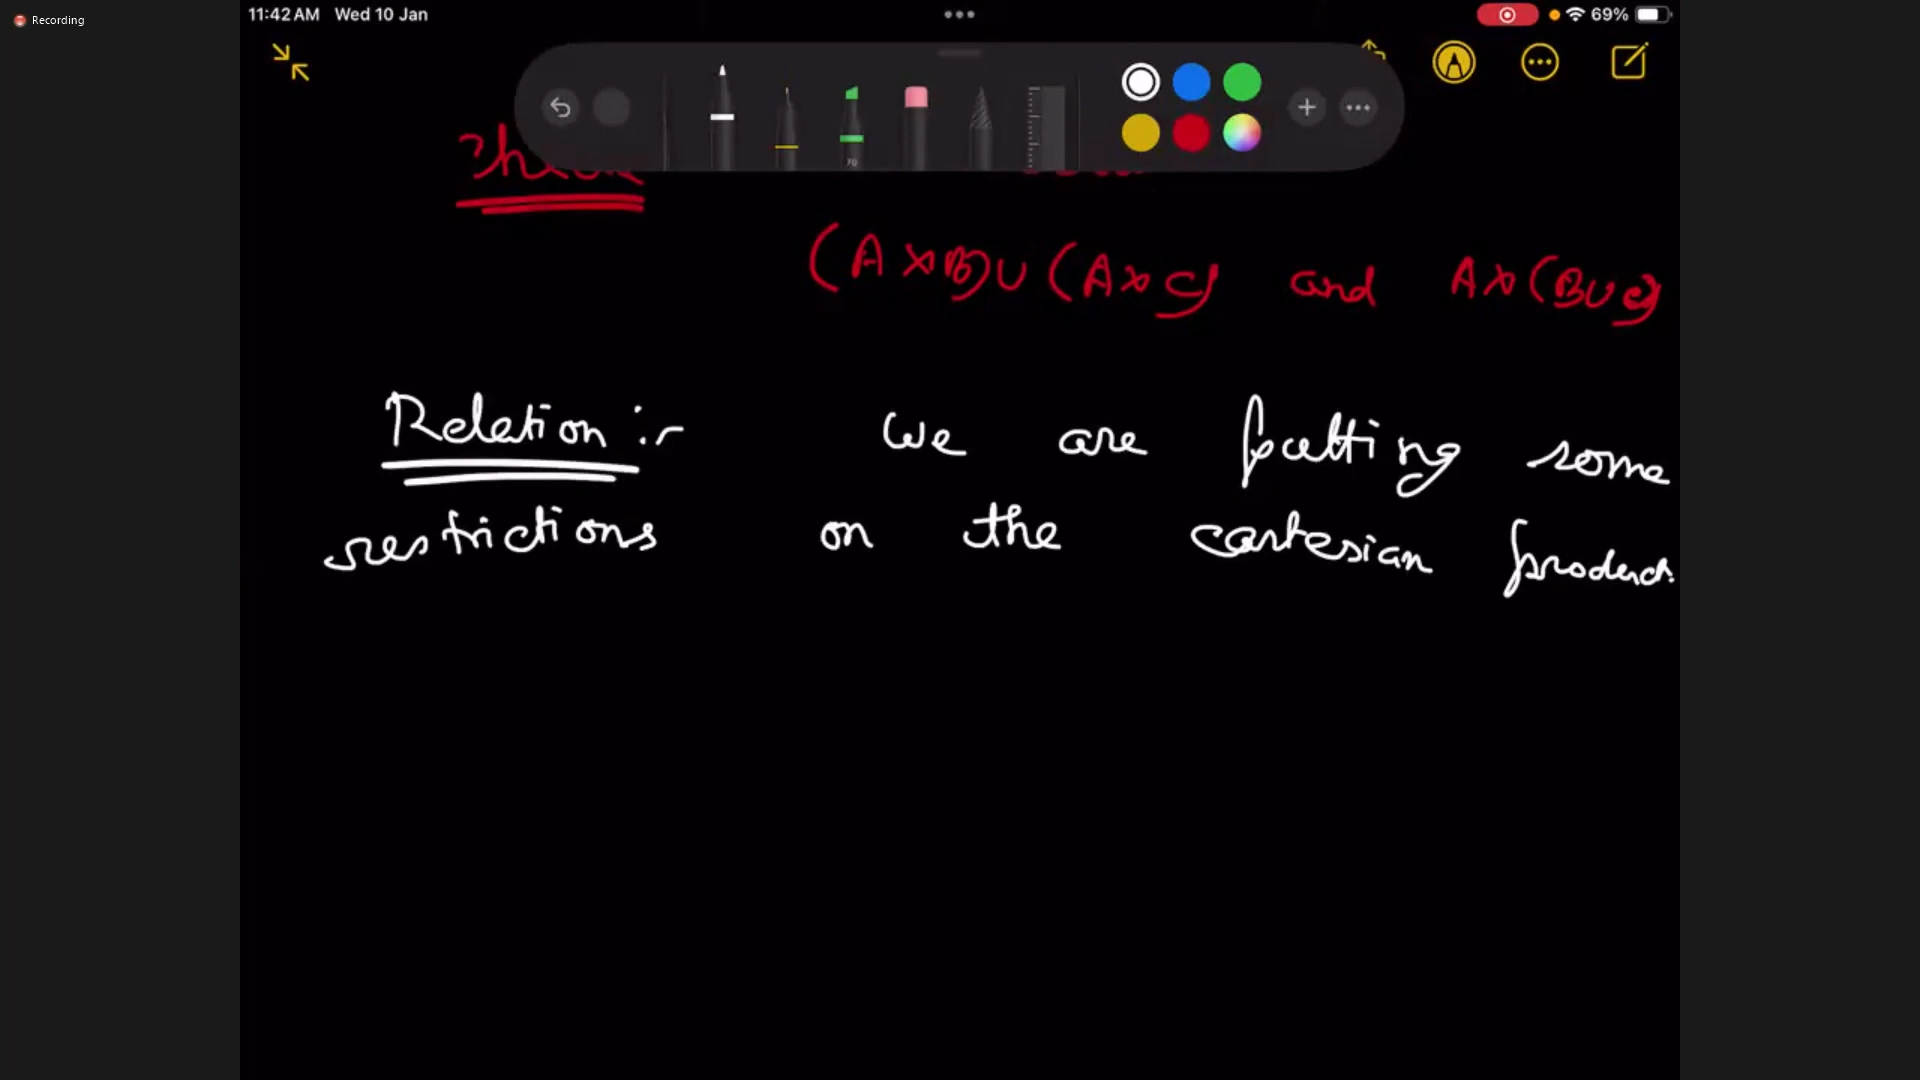 Recording
11:42 AM Wed 10 Jan
69%
70
(A×B)∪(A×C) and A×(B∪C)
Relation:- We are putting some
restrictions on the cartesian product.